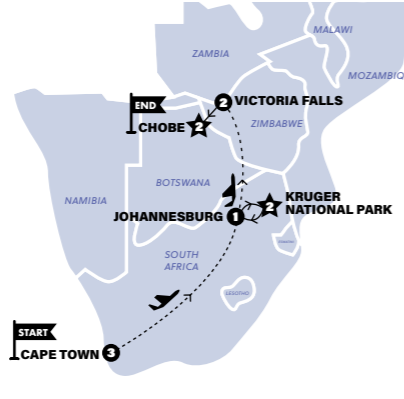 MALAWI
ZAMBIA
MOZAMBIQ
END
2 VICTORIA FALLS
CHOBE 2
ZIMBABWE
BOTSWANA
NAMIBIA
KRUGER
2 NATIONAL PARK
JOHANNESBURG 1
SOUTH
AFRICA
LESOTHO
START
CAPE TOWN 3